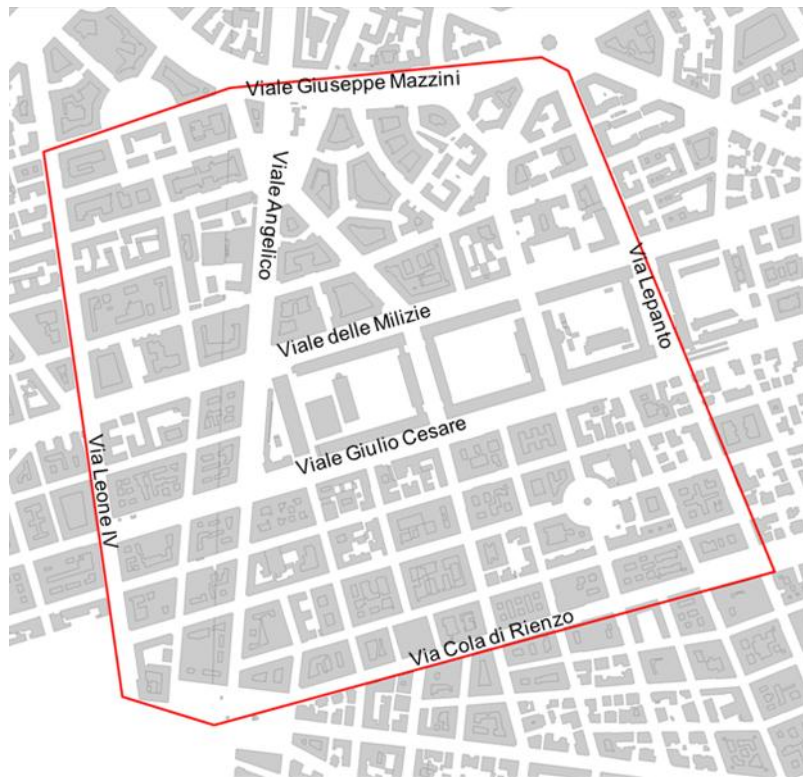 Viale Giuseppe Mazzini
Viale Angelico
Via Lepanto
Viale delle Milizie
Viale Giulio Cesare
Via Leone IV
Via Cola di Rienzo